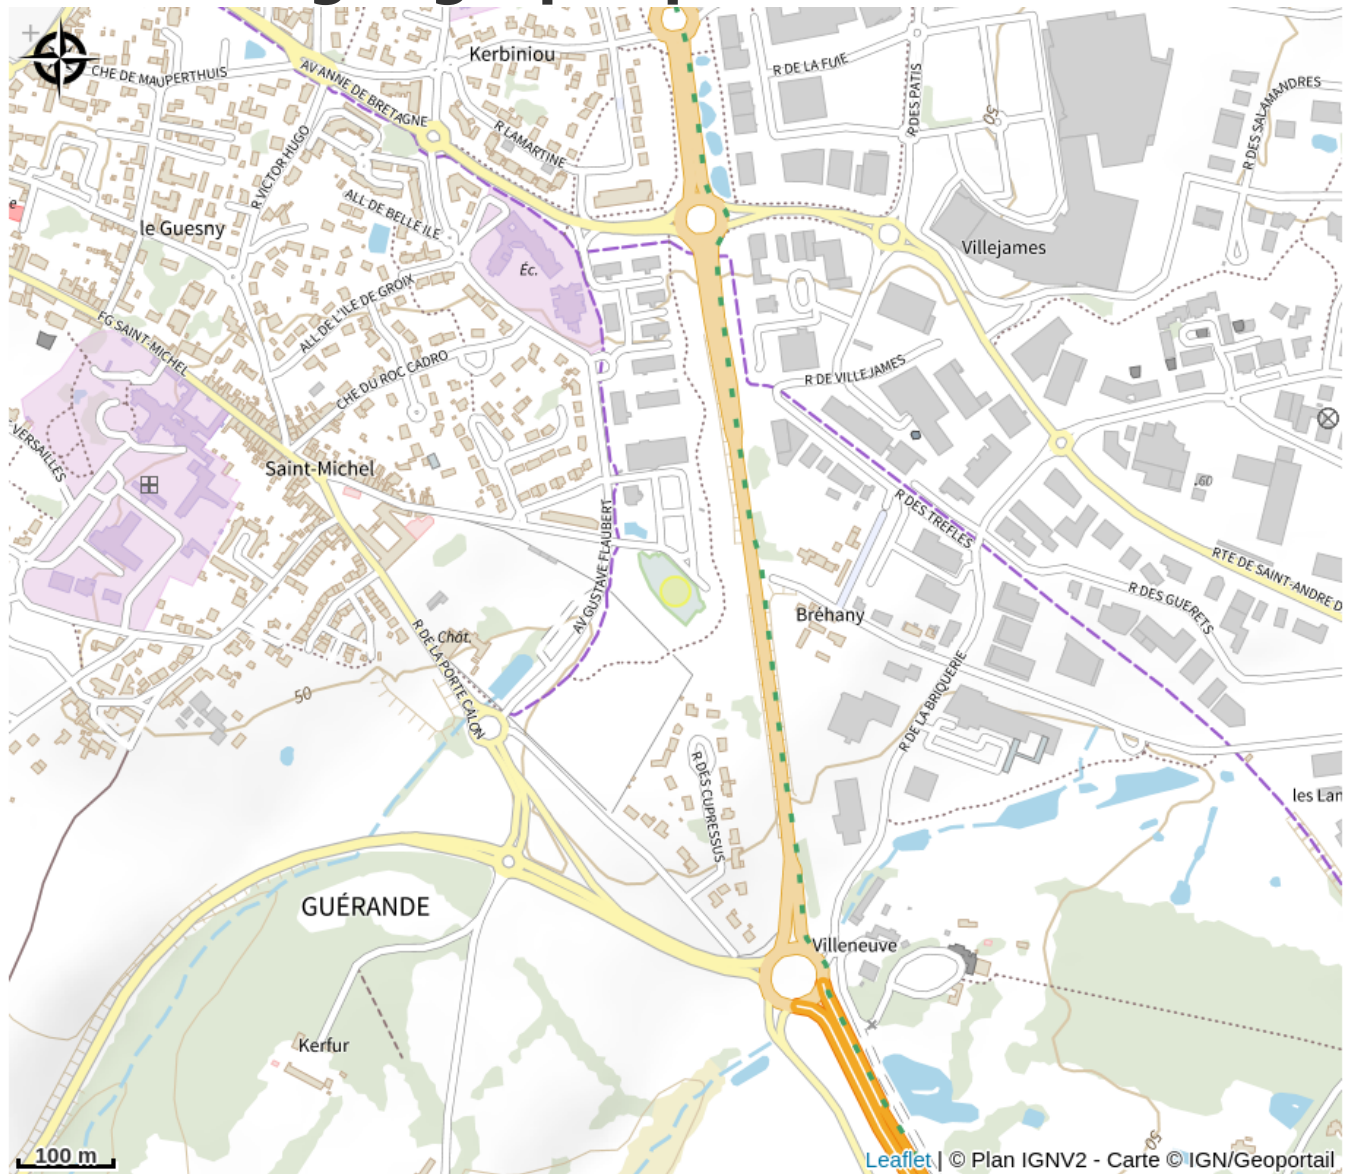 Kerbiniou
R DE LA FUIE
CHE DE MAUPERTHUIS
AV ANNE DE BRETAGNE
R DES PATIS
50
R DES SALAMANDRES
R LAMARTINE
R VICTOR HUGO
ALL DE BELLE ILE
le Guesny
Villejames
Éc.
ALL DE L'ILE DE GROIX
FG SAINT-MICHEL
CHE DU ROC CADRO
R DE VILLEJAMES
VERSAILLES
Saint-Michel
60
R DES TREFLES
AV GUSTAVE FLAUBERT
RTE DE SAINT-ANDRE D
R DES GUERETS
Bréhany
Chât.
R DE LA PORTE CALON
50
R DE LA BRIQUERIE
R DES CUPRESSUS
les Lan
GUÉRANDE
Villeneuve
Kerfur
50
100 m
Leaflet | © Plan IGNV2 - Carte © IGN/Geoportail